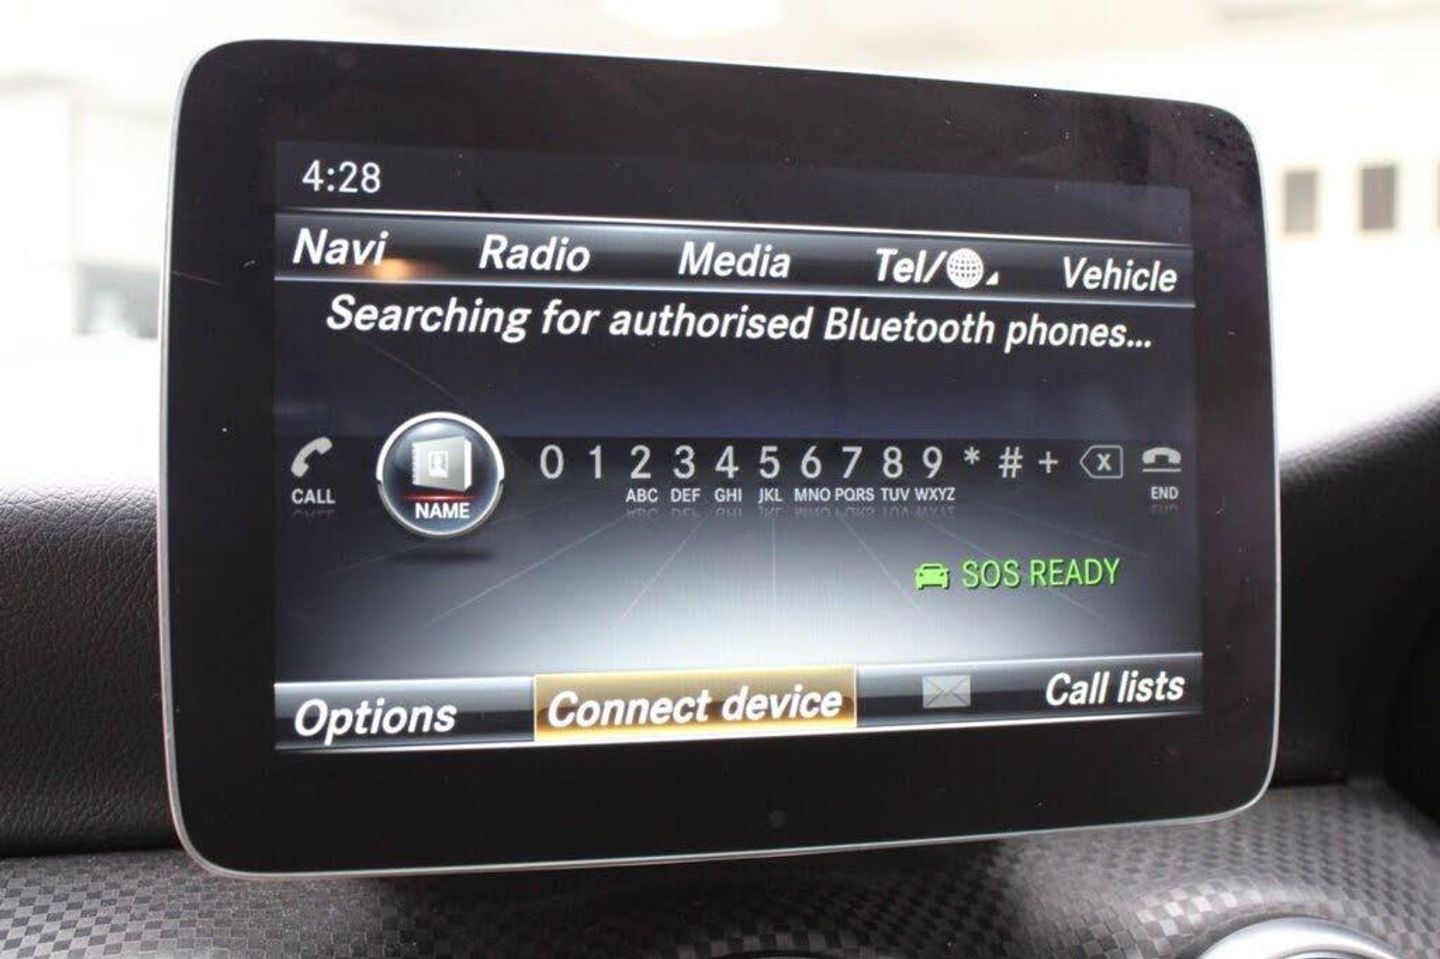 4:28
Navi Radio Media Tel/ Vehicle
Searching for authorised Bluetooth phones...
0 1 2 3 4 5 6 7 8 9 * # + X
CALL NAME ABC DEF GHI JKL MNO PQRS TUV WXYZ END
SOS READY
Options Connect device Call lists